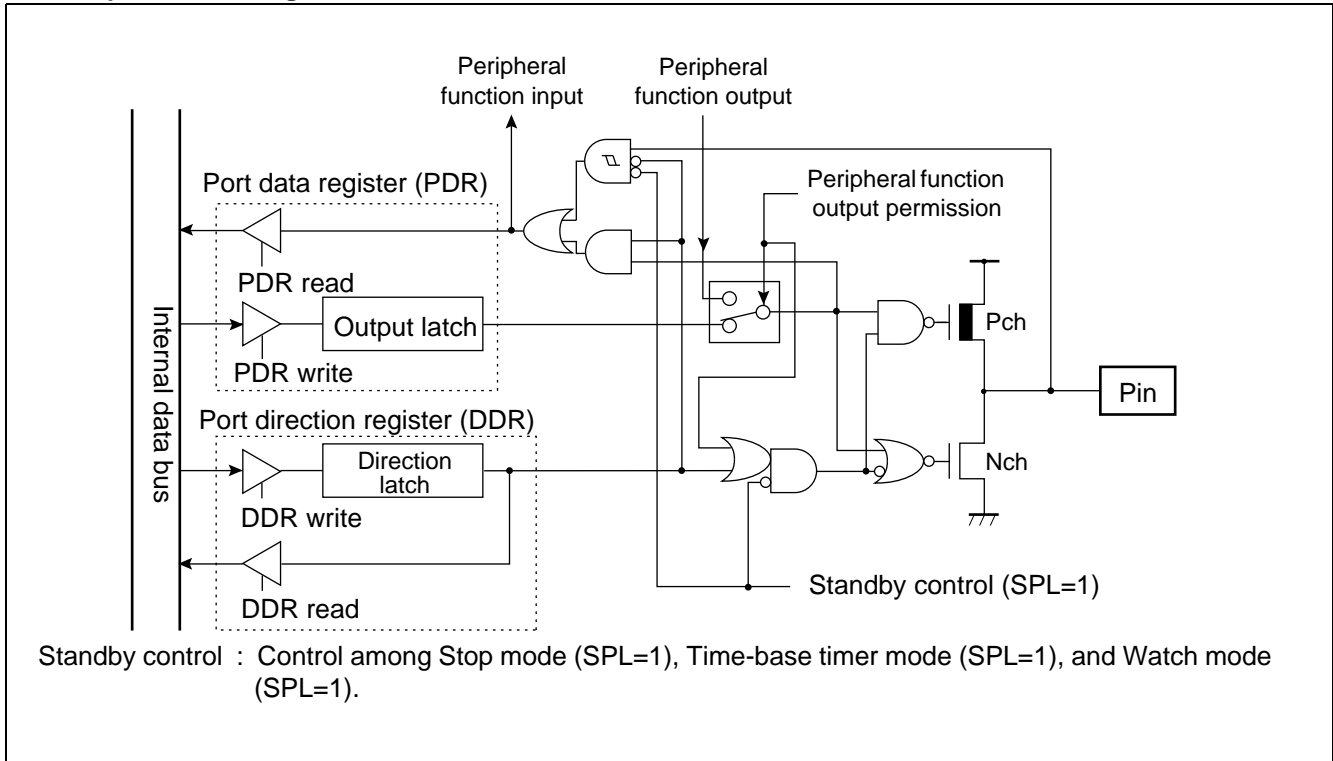 Peripheral
function input
Peripheral
function output
Port data register (PDR)
Peripheral function
output permission
PDR read
Output latch
PDR write
Internal data bus
Pch
Pin
Nch
Port direction register (DDR)
Direction
latch
DDR write
DDR read
Standby control (SPL=1)
Standby control : Control among Stop mode (SPL=1), Time-base timer mode (SPL=1), and Watch mode
(SPL=1).